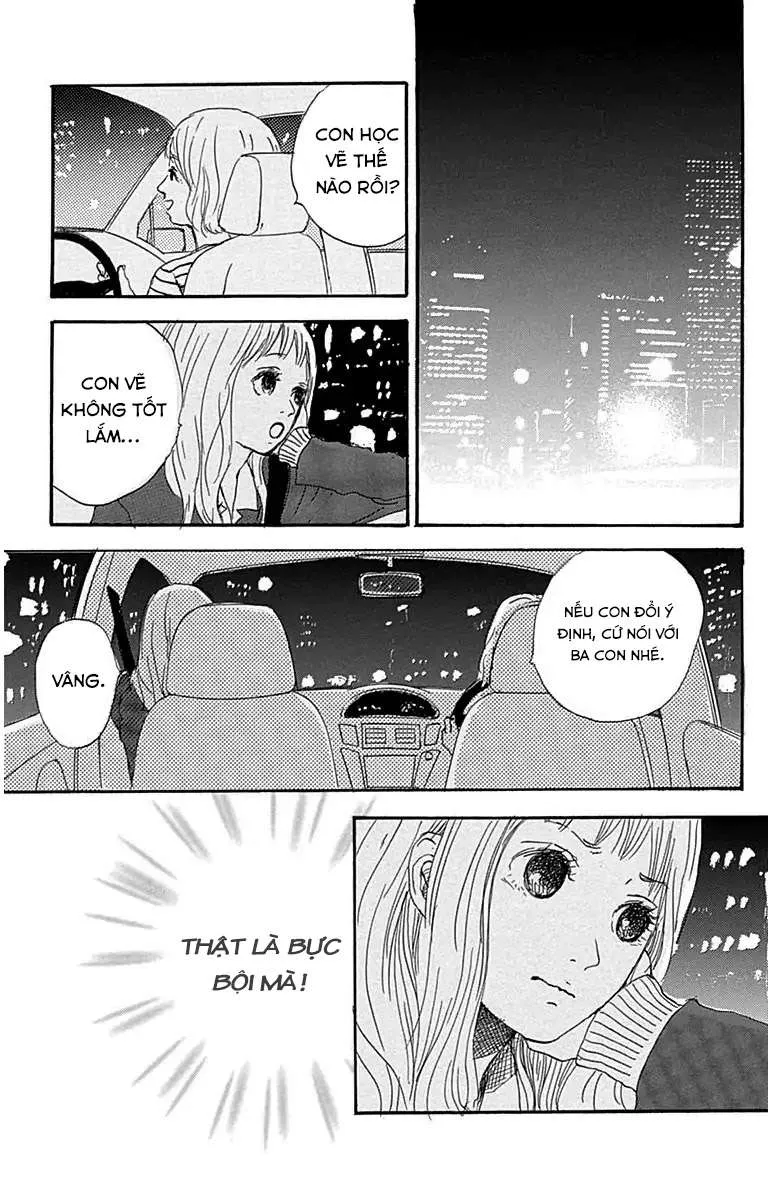 CON HỌC
VẼ THẾ
NÀO RỒI?
CON VẼ
KHÔNG TỐT
LẮM...
NẾU CON ĐỔI Ý
ĐỊNH, CỨ NÓI VỚI
BA CON NHÉ.
VÂNG.
THẬT LÀ BỰC
BỘI MÀ!